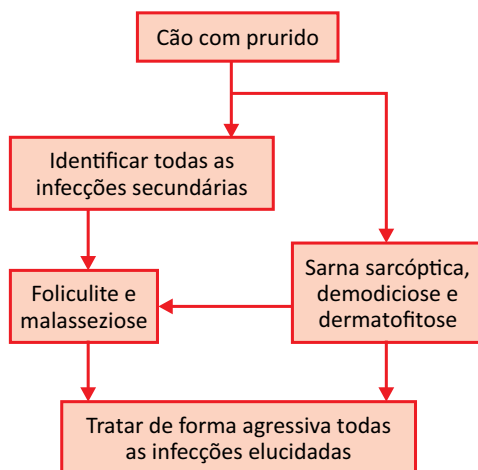 Cão com prurido
Identificar todas as
infecções secundárias
Foliculite e
malasseziose
Sarna sarcóptica,
demodiciose e
dermatofitose
Tratar de forma agressiva todas
as infecções elucidadas